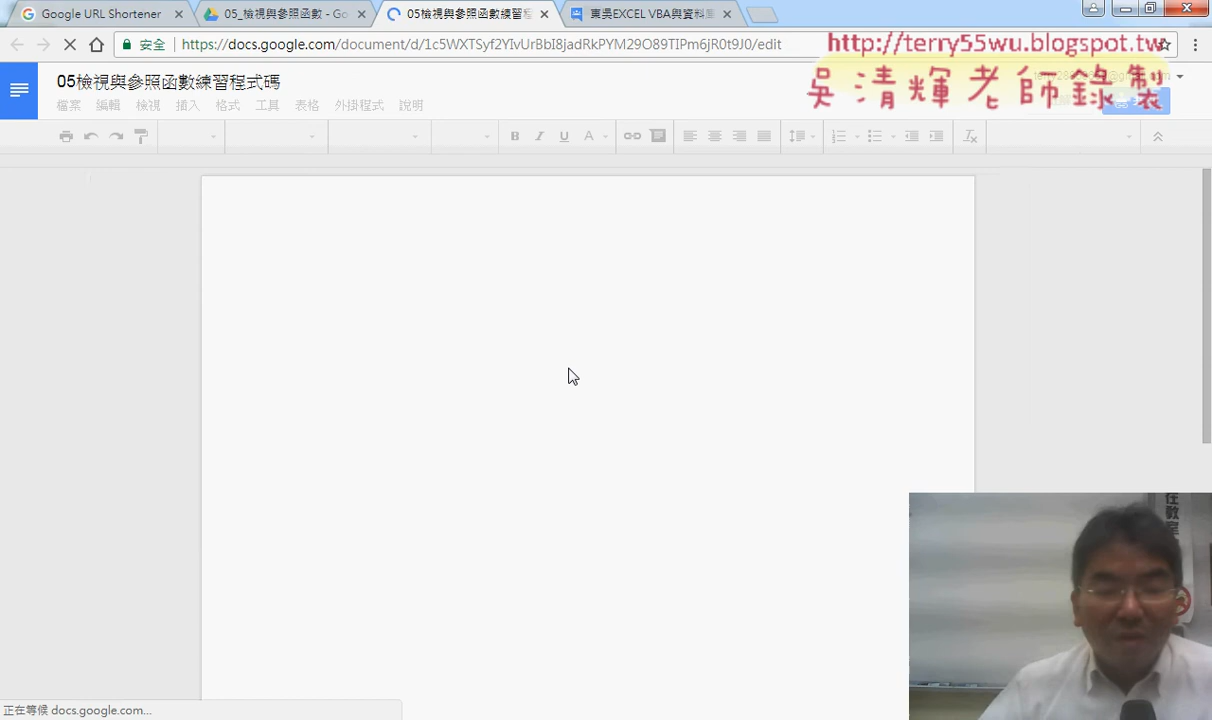 Google URL Shortener
05_檢視與參照函數 - Go
05檢視與參照函數練習程
東吳EXCEL VBA與資料庫
安全
https://docs.google.com/document/d/1c5WXTSyf2YIvUrBbI8jadRkPYM29O89TIPm6jR0t9J0/edit
http://terry55wu.blogspot.tw
05檢視與參照函數練習程式碼
吳清輝老師錄製
檔案 編輯 檢視 插入 格式 工具 表格 外掛程式 說明
B I U A
在教室
正在等候 docs.google.com...